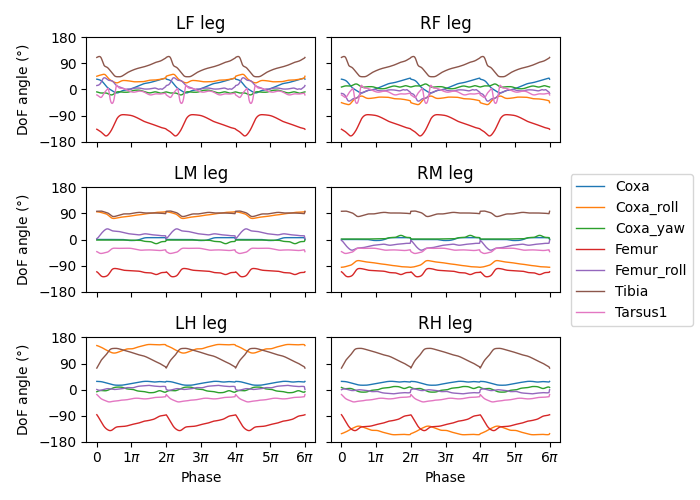 LF leg
RF leg
DoF angle (°)
180
90
0
−90
−180
LM leg
RM leg
DoF angle (°)
180
90
0
−90
−180
Coxa
Coxa_roll
Coxa_yaw
Femur
Femur_roll
Tibia
Tarsus1
LH leg
RH leg
DoF angle (°)
180
90
0
−90
−180
0 1π 2π 3π 4π 5π 6π
0 1π 2π 3π 4π 5π 6π
Phase
Phase